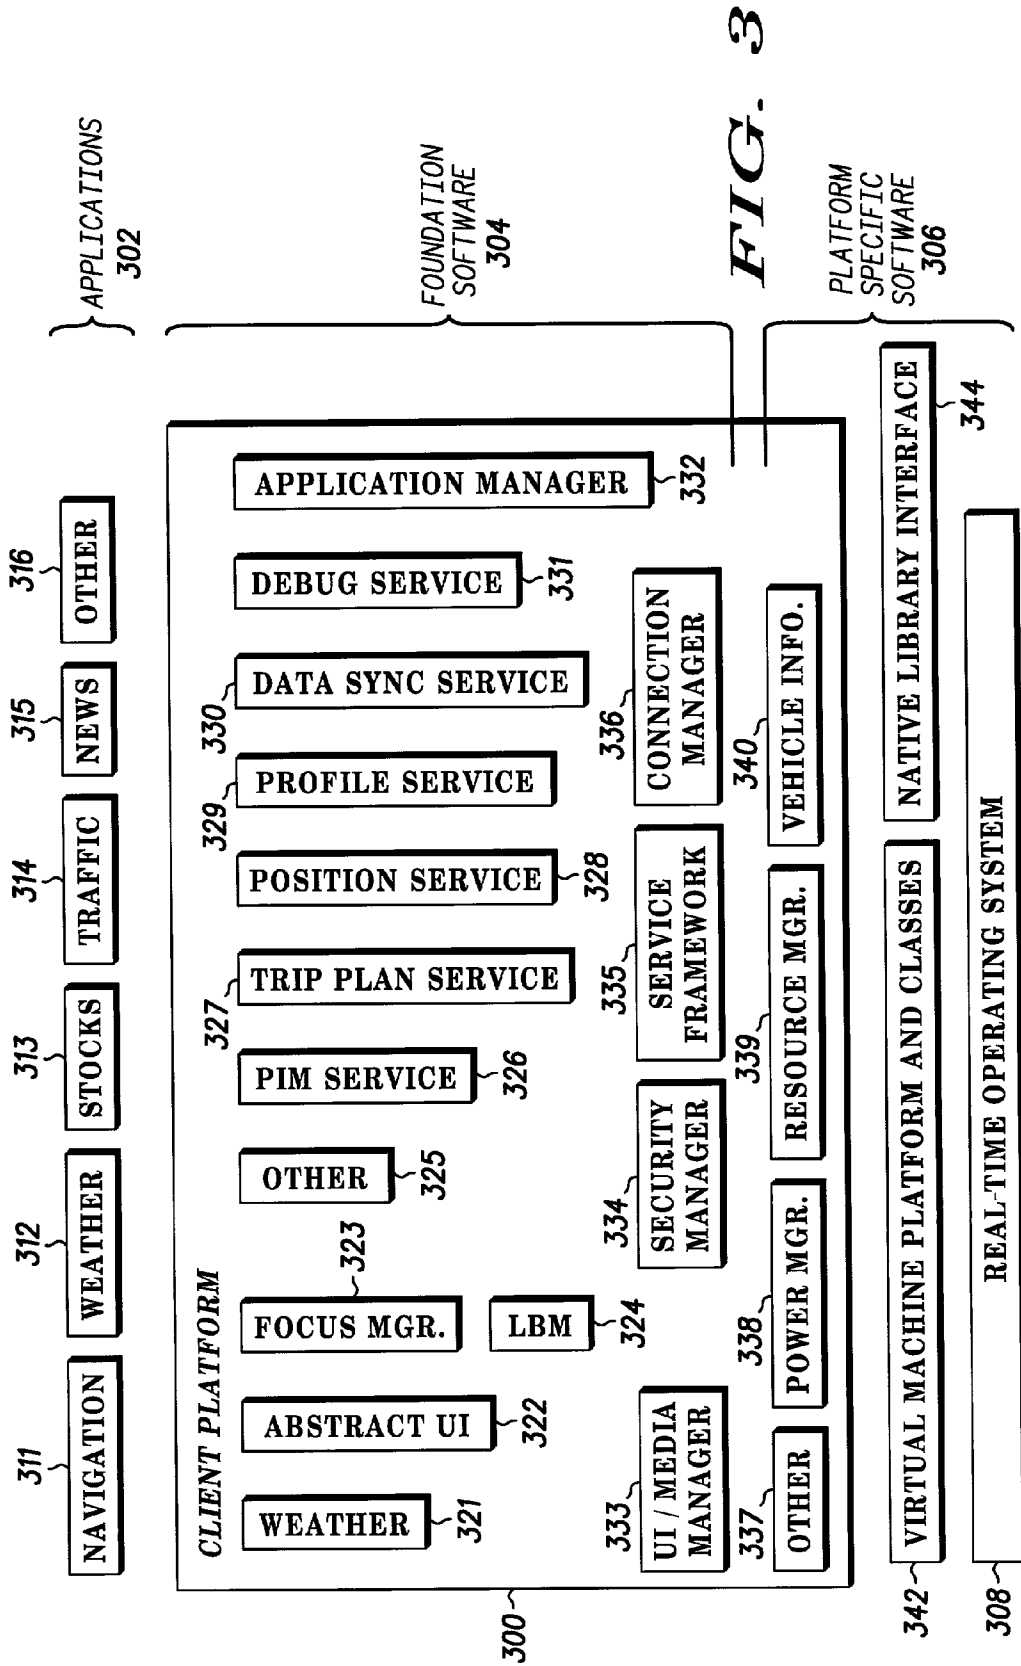 311
312
313
314
315
316
NAVIGATION
WEATHER
STOCKS
TRAFFIC
NEWS
OTHER
APPLICATIONS
302
CLIENT PLATFORM
WEATHER
321
ABSTRACT UI
322
FOCUS MGR.
323
LBM
324
OTHER
325
PIM SERVICE
326
TRIP PLAN SERVICE
327
POSITION SERVICE
328
PROFILE SERVICE
329
DATA SYNC SERVICE
330
DEBUG SERVICE
331
APPLICATION MANAGER
332
FOUNDATION
SOFTWARE
304
300
333
UI / MEDIA
MANAGER
334
SECURITY
MANAGER
335
SERVICE
FRAMEWORK
336
CONNECTION
MANAGER
337
OTHER
338
POWER MGR.
339
RESOURCE MGR.
340
VEHICLE INFO.
FIG. 3
PLATFORM
SPECIFIC
SOFTWARE
306
342
VIRTUAL MACHINE PLATFORM AND CLASSES
NATIVE LIBRARY INTERFACE
344
308
REAL-TIME OPERATING SYSTEM